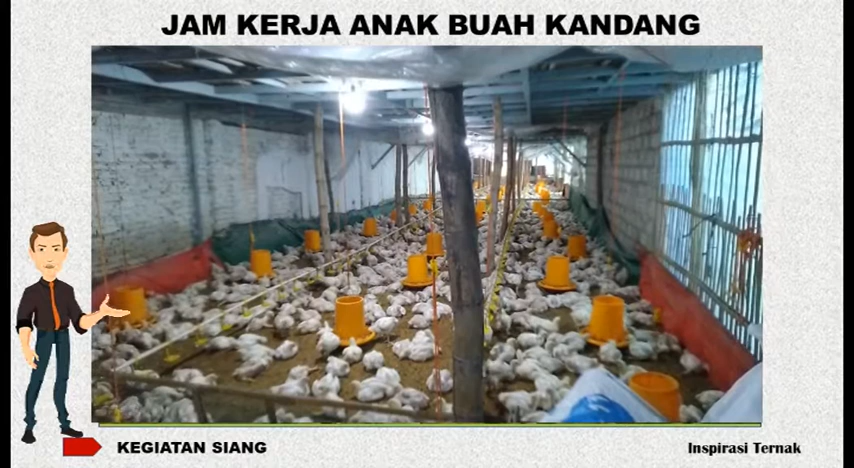 JAM KERJA ANAK BUAH KANDANG
KEGIATAN SIANG
Inspirasi Ternak